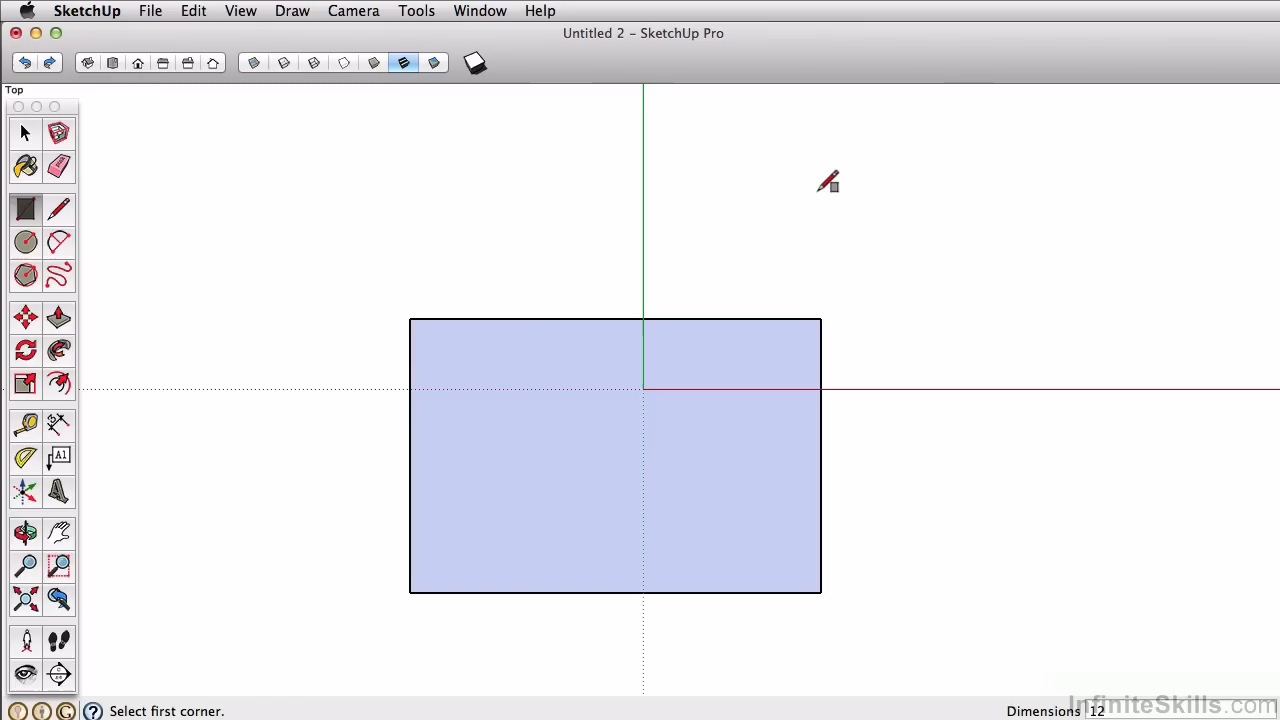 SketchUp File Edit View Draw Camera Tools Window Help
Untitled 2 - SketchUp Pro
Top
A1
Select first corner.
Dimensions 12
InfiniteSkills.com